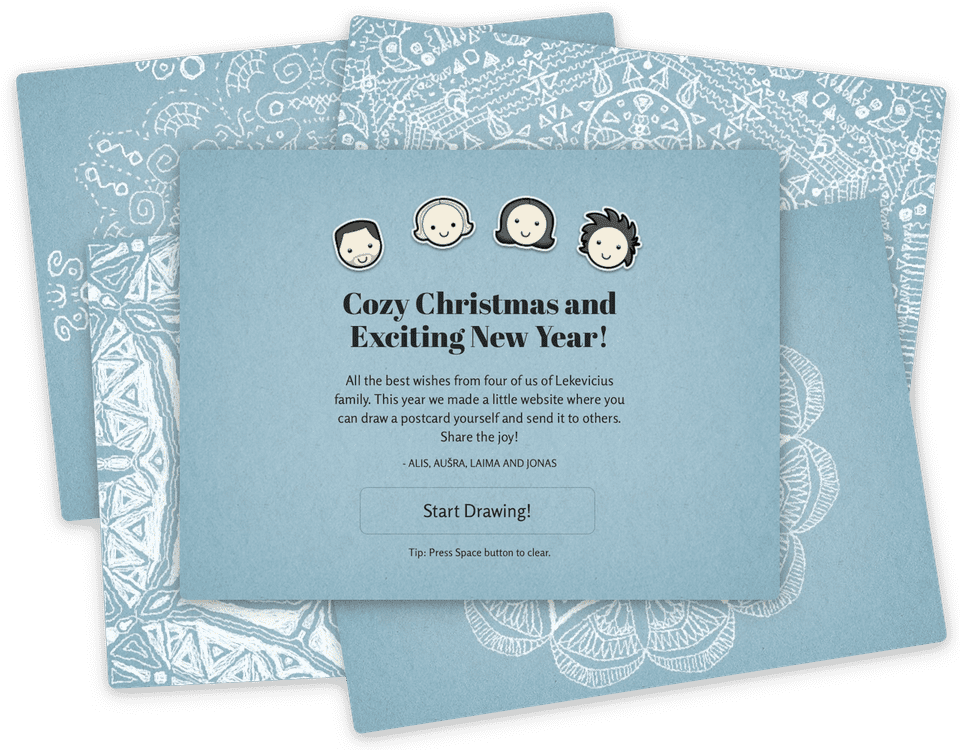 Cozy Christmas and
Exciting New Year!
All the best wishes from four of us of Lekevicius
family. This year we made a little website where you
can draw a postcard yourself and send it to others.
Share the joy!
- ALIS, AUŠRA, LAIMA AND JONAS
Start Drawing!
Tip: Press Space button to clear.